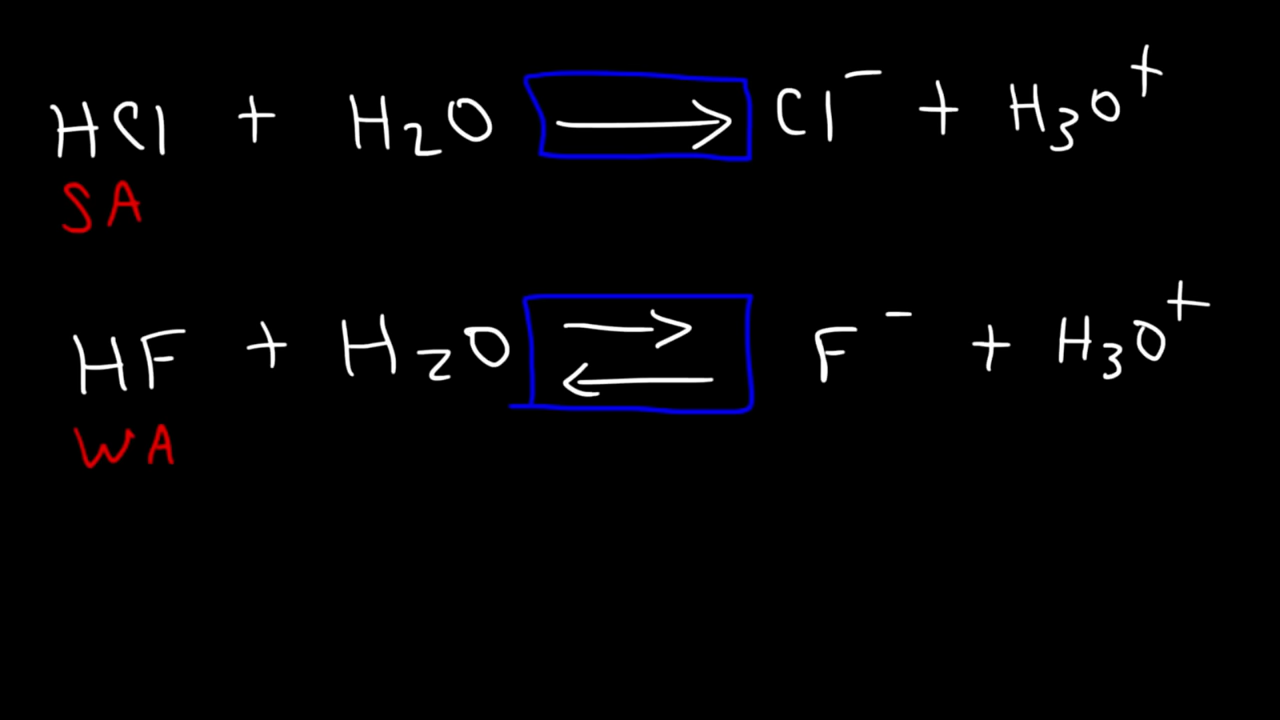 HCl + H₂O → Cl⁻ + H₃O⁺
SA
HF + H₂O ⇄ F⁻ + H₃O⁺
WA